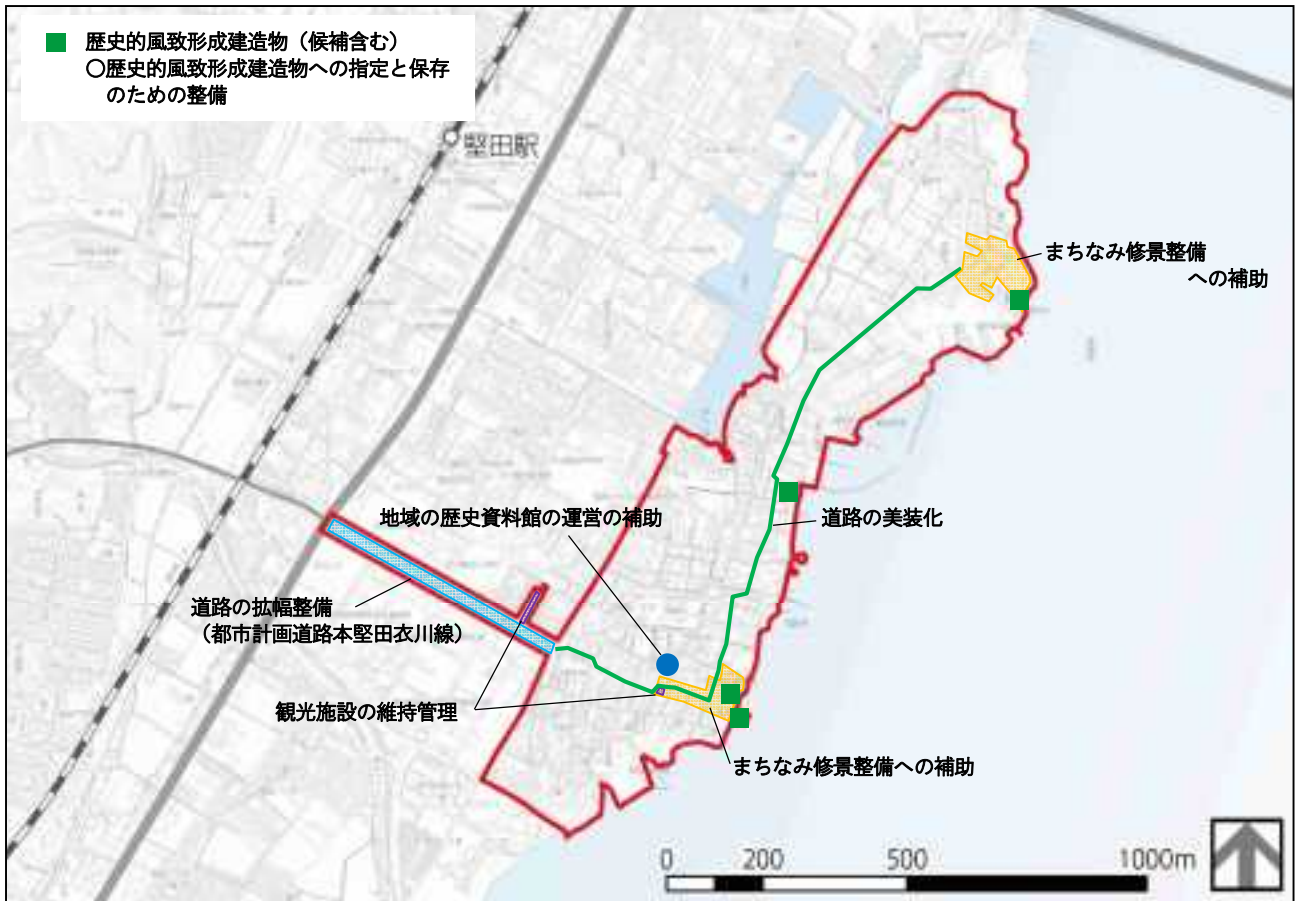 歴史的風致形成建造物（候補含む）
〇歴史的風致形成建造物への指定と保存
のための整備
堅田駅
まちなみ修景整備
への補助
地域の歴史資料館の運営の補助
道路の美装化
道路の拡幅整備
（都市計画道路本堅田衣川線）
観光施設の維持管理
まちなみ修景整備への補助
0 200 500 1000m